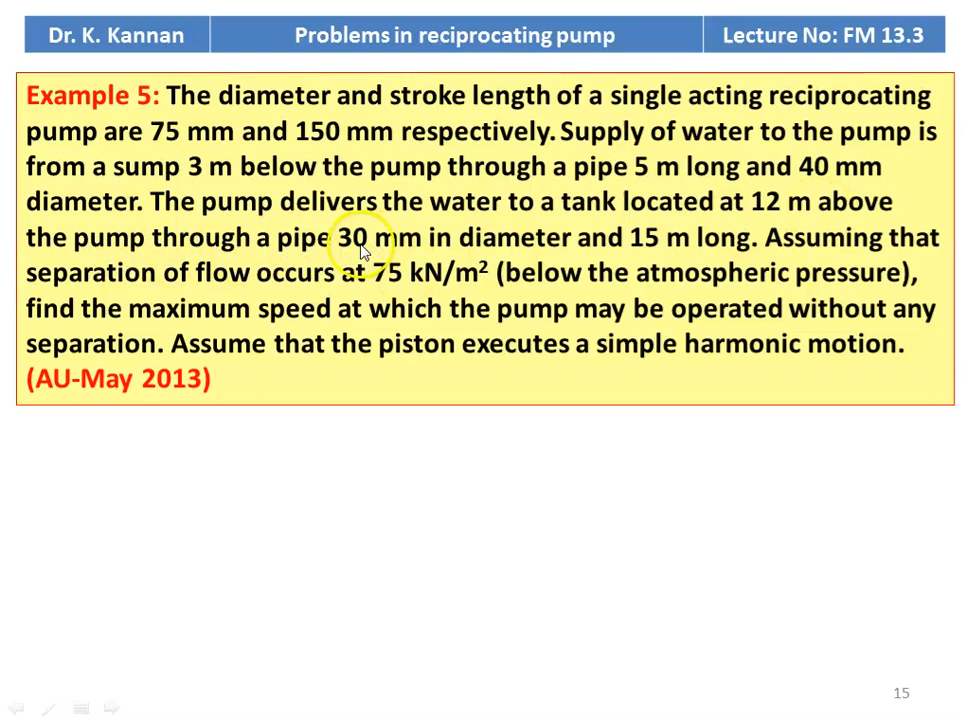 Dr. K. Kannan
Problems in reciprocating pump
Lecture No: FM 13.3
Example 5: The diameter and stroke length of a single acting reciprocating
pump are 75 mm and 150 mm respectively. Supply of water to the pump is
from a sump 3 m below the pump through a pipe 5 m long and 40 mm
diameter. The pump delivers the water to a tank located at 12 m above
the pump through a pipe 30 mm in diameter and 15 m long. Assuming that
separation of flow occurs at 75 kN/m² (below the atmospheric pressure),
find the maximum speed at which the pump may be operated without any
separation. Assume that the piston executes a simple harmonic motion.
(AU-May 2013)
15